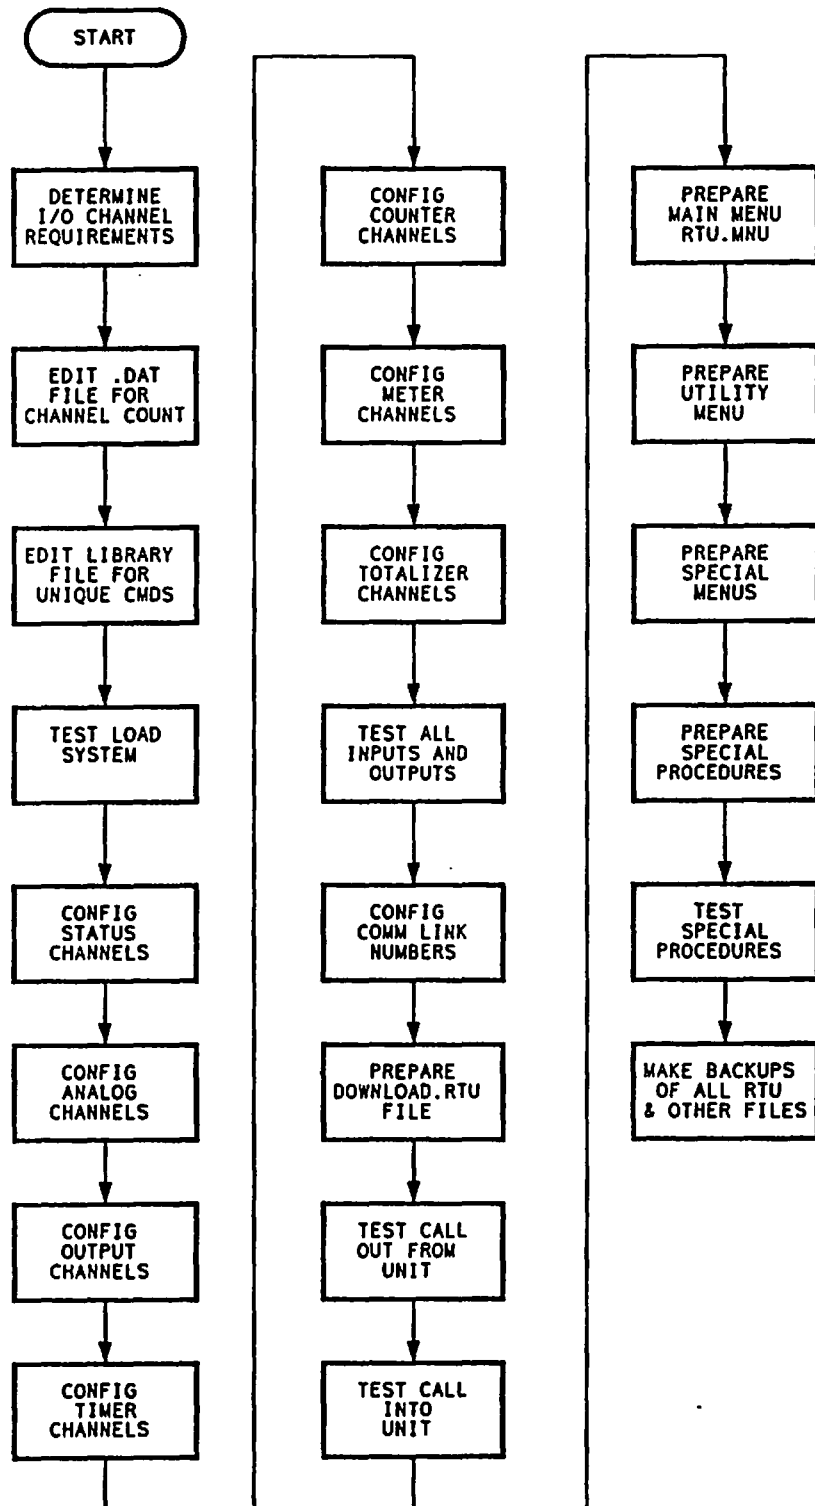 START
DETERMINE
I/O CHANNEL
REQUIREMENTS
EDIT .DAT
FILE FOR
CHANNEL COUNT
EDIT LIBRARY
FILE FOR
UNIQUE CMDS
TEST LOAD
SYSTEM
CONFIG
STATUS
CHANNELS
CONFIG
ANALOG
CHANNELS
CONFIG
OUTPUT
CHANNELS
CONFIG
TIMER
CHANNELS
CONFIG
COUNTER
CHANNELS
CONFIG
METER
CHANNELS
CONFIG
TOTALIZER
CHANNELS
TEST ALL
INPUTS AND
OUTPUTS
CONFIG
COMM LINK
NUMBERS
PREPARE
DOWNLOAD.RTU
FILE
TEST CALL
OUT FROM
UNIT
TEST CALL
INTO
UNIT
PREPARE
MAIN MENU
RTU.MNU
PREPARE
UTILITY
MENU
PREPARE
SPECIAL
MENUS
PREPARE
SPECIAL
PROCEDURES
TEST
SPECIAL
PROCEDURES
MAKE BACKUPS
OF ALL RTU
& OTHER FILES